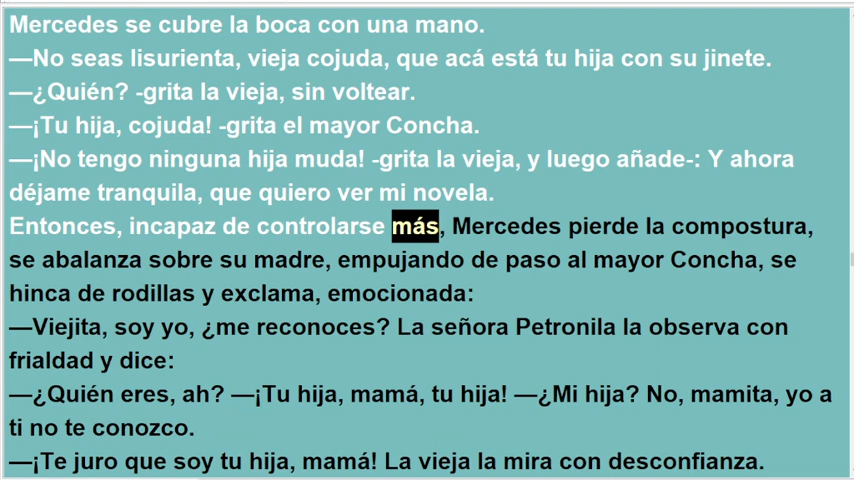 Mercedes se cubre la boca con una mano.
—No seas lisurienta, vieja cojuda, que acá está tu hija con su jinete.
—¿Quién? -grita la vieja, sin voltear.
—¡Tu hija, cojuda! -grita el mayor Concha.
—¡No tengo ninguna hija muda! -grita la vieja, y luego añade-: Y ahora
déjame tranquila, que quiero ver mi novela.
Entonces, incapaz de controlarse más, Mercedes pierde la compostura,
se abalanza sobre su madre, empujando de paso al mayor Concha, se
hinca de rodillas y exclama, emocionada:
—Viejita, soy yo, ¿me reconoces? La señora Petronila la observa con
frialdad y dice:
—¿Quién eres, ah? —¡Tu hija, mamá, tu hija! —¿Mi hija? No, mamita, yo a
ti no te conozco.
—¡Te juro que soy tu hija, mamá! La vieja la mira con desconfianza.